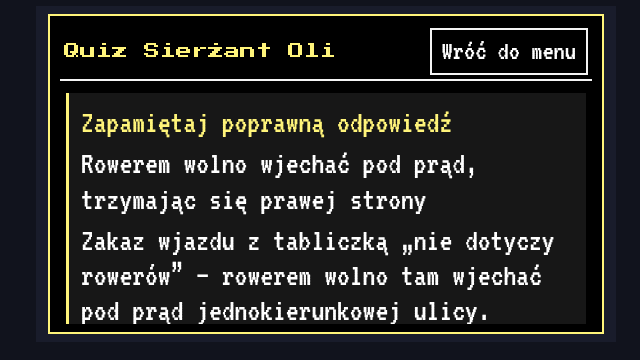 Quiz Sierżant Oli
Wróć do menu
Zapamiętaj poprawną odpowiedź
Rowerem wolno wjechać pod prąd,
trzymając się prawej strony
Zakaz wjazdu z tabliczką „nie dotyczy
rowerów” – rowerem wolno tam wjechać
pod prąd jednokierunkowej ulicy.